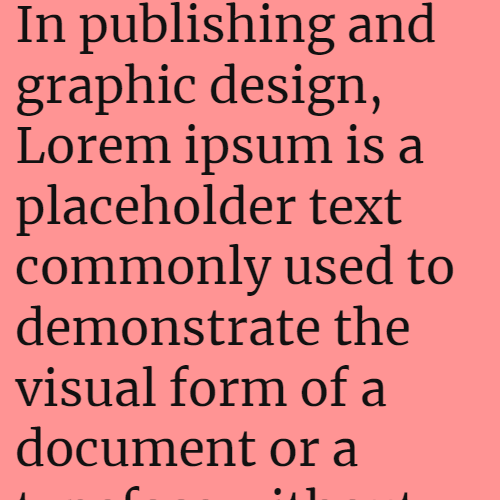 In publishing and
graphic design,
Lorem ipsum is a
placeholder text
commonly used to
demonstrate the
visual form of a
document or a